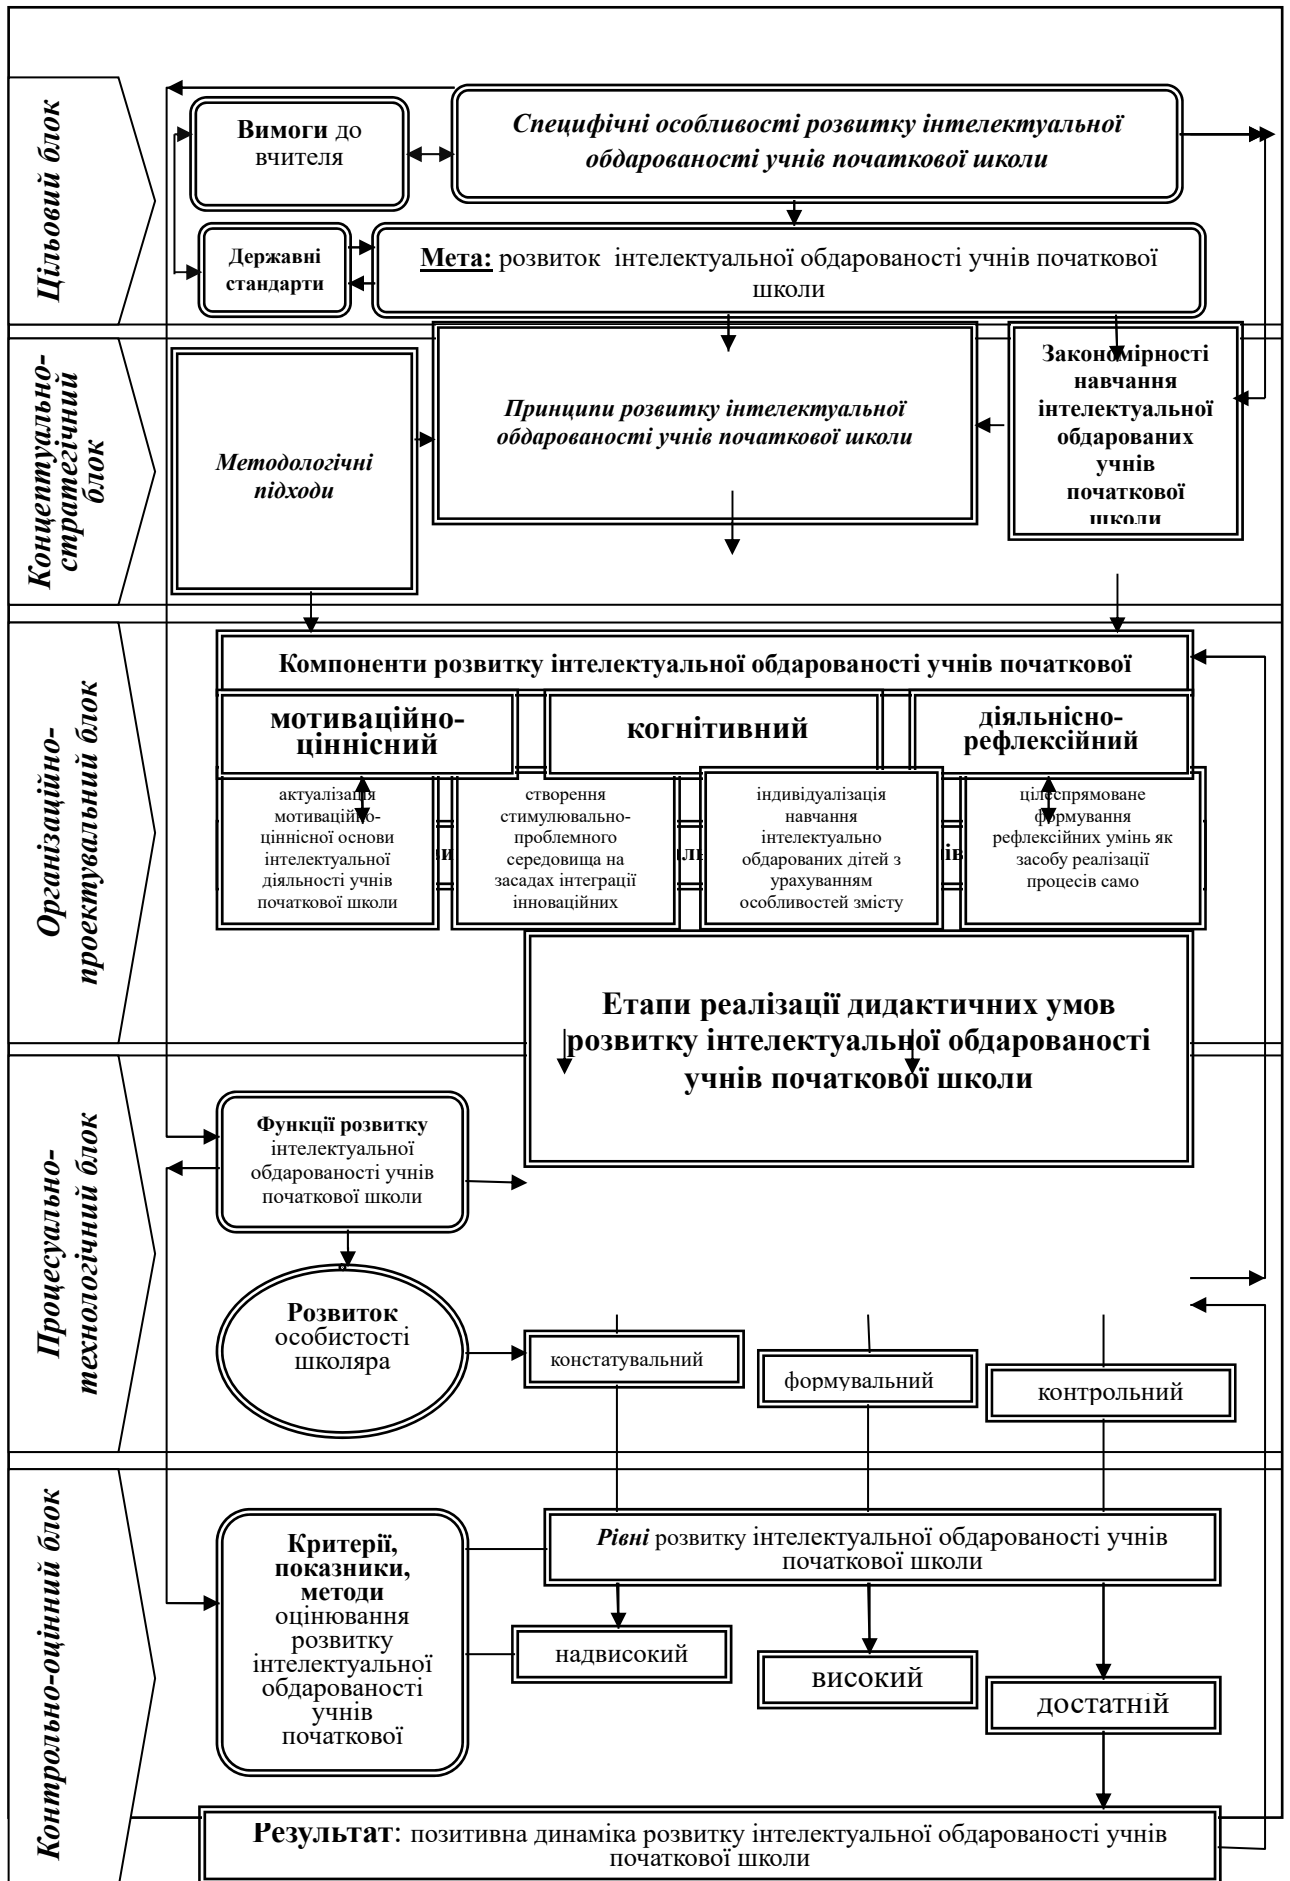 Цільовий блок
Вимоги до
вчителя
Специфічні особливості розвитку інтелектуальної
обдарованості учнів початкової школи
Державні
стандарти
Мета: розвиток інтелектуальної обдарованості учнів початкової
школи
Концептуально-
стратегічний
блок
Методологічні
підходи
Принципи розвитку інтелектуальної
обдарованості учнів початкової школи
Закономірності
навчання
інтелектуальної
обдарованих
учнів
початкової
школи
Організаційно-
проектувальний блок
Компоненти розвитку інтелектуальної обдарованості учнів початкової
мотиваційно-
ціннісний
когнітивний
діяльнісно-
рефлексійний
актуалізація
мотиваційно-
ціннісної основи
інтелектуальної
діяльності учнів
початкової школи
створення
стимулювально-
проблемного
середовища на
засадах інтеграції
інноваційних
індивідуалізація
навчання
інтелектуально
обдарованих дітей з
урахуванням
особливостей змісту
цілеспрямоване
формування
рефлексійних умінь як
засобу реалізації
процесів само
Етапи реалізації дидактичних умов
розвитку інтелектуальної обдарованості
учнів початкової школи
Процесуально-
технологічний блок
Функції розвитку
інтелектуальної
обдарованості учнів
початкової школи
Розвиток
особистості
школяра
констатувальний
формувальний
контрольний
Контрольно-оцінний блок
Критерії,
показники,
методи
оцінювання
розвитку
інтелектуальної
обдарованості
учнів
початкової
Рівні розвитку інтелектуальної обдарованості учнів
початкової школи
надвисокий
високий
достатній
Результат: позитивна динаміка розвитку інтелектуальної обдарованості учнів
початкової школи